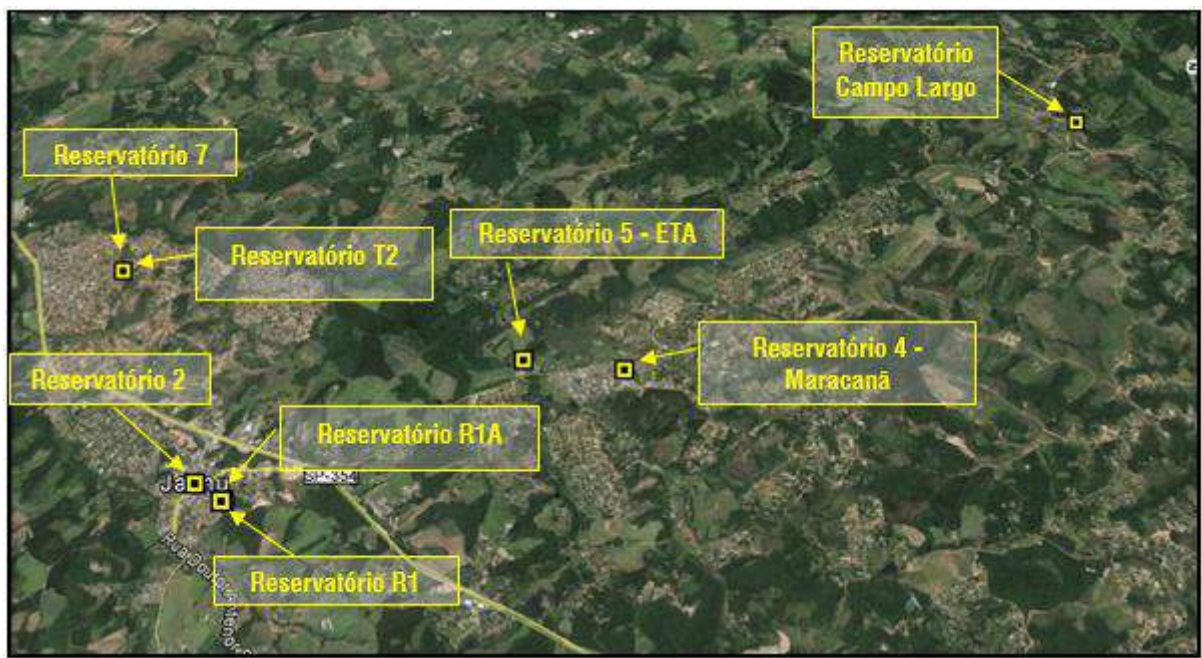 Reservatório
Campo Largo
Reservatório 7
Reservatório 5 - ETA
Reservatório T2
Reservatório 4 -
Maracanã
Reservatório 2
Reservatório R1A
SP-354
Reservatório R1